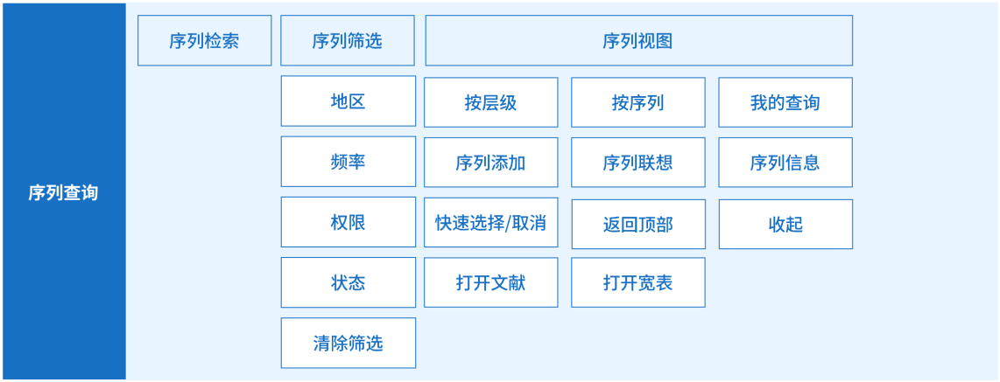 序列查询
序列检索
序列筛选
序列视图
地区
按层级
按序列
我的查询
频率
序列添加
序列联想
序列信息
权限
快速选择/取消
返回顶部
收起
状态
打开文献
打开宽表
清除筛选